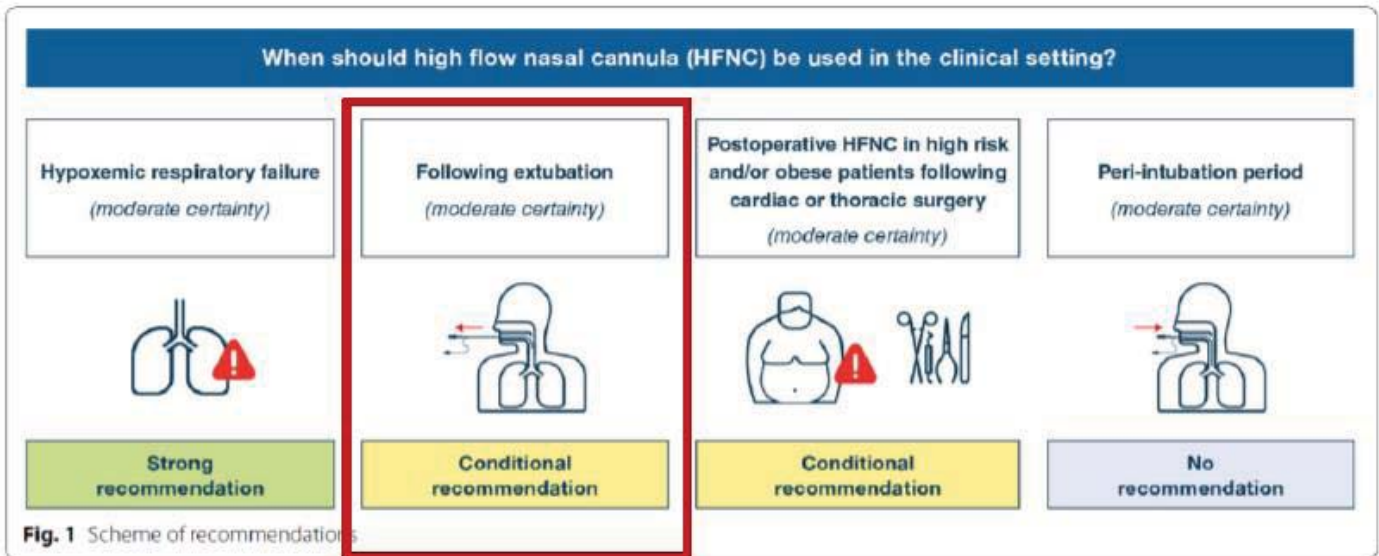 When should high flow nasal cannula (HFNC) be used in the clinical setting?
Hypoxemic respiratory failure
(moderate certainty)
Following extubation
(moderate certainty)
Postoperative HFNC in high risk
and/or obese patients following
cardiac or thoracic surgery
(moderate certainty)
Peri-intubation period
(moderate certainty)
Strong
recommendation
Conditional
recommendation
Conditional
recommendation
No
recommendation
Fig. 1 Scheme of recommendations